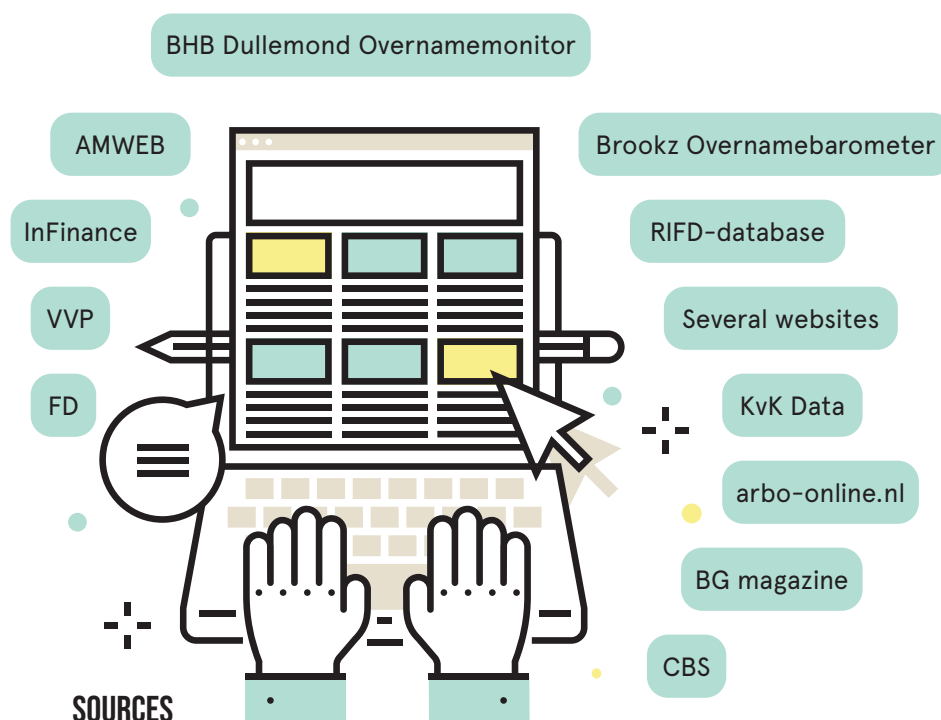 BHB Dullemond Overnamemonitor
AMWEB
Brookz Overnamebarometer
InFinance
RIFD-database
VVP
Several websites
FD
KvK Data
arbo-online.nl
BG magazine
CBS
SOURCES